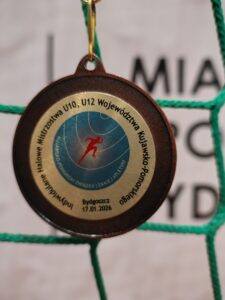 Indywidualne Halowe Mistrzostwa U10, U12 Województwa Kujawsko-Pomorskiego
Bydgoszcz
17.01.2026
MIA
YD